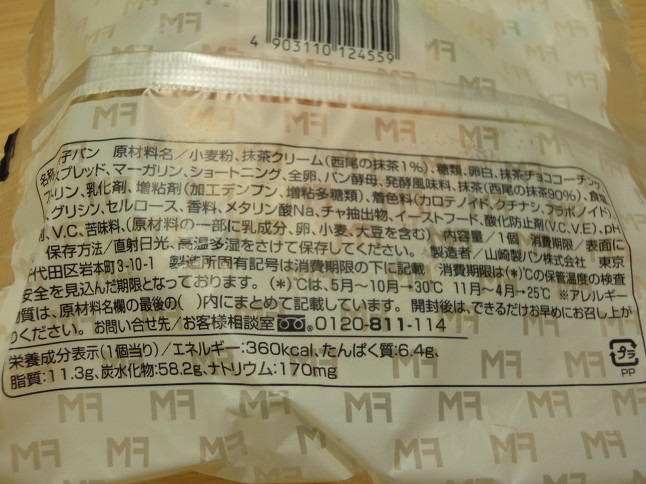 4 903110 124559
FM
子パン 原材料名／小麦粉、抹茶クリーム（西尾の抹茶1％）、糖類、卵白、抹茶チョココーチング
プレッド、マーガリン、ショートニング、全卵、パン酵母、発酵風味料、抹茶（西尾の抹茶90％）、食塩、
リン、乳化剤、増粘剤（加工デンプン、増粘多糖類）、着色料（カロテノイド、クチナシ、フラボノイド）、
、グリシン、セルロース、香料、メタリン酸Na、チャ抽出物、イーストフード、酸化防止剤（V.C、V.E）、pH
剤、V.C、苦味料、（原材料の一部に乳成分、卵、小麦、大豆を含む） 内容量／1個 消費期限／表面に
保存方法／直射日光、高温多湿をさけて保存してください。 製造者／山崎製パン株式会社 東京
代田区岩本町3-10-1 製造所固有記号は消費期限の下に記載 消費期限は（*）℃の保管温度の検査
安全を見込んだ期限となっております。（*）℃は、5月～10月→30℃ 11月～4月→25℃ ※アレルギー
質は、原材料名欄の最後の（ ）内にまとめて記載しています。 開封後は、できるだけお早めにお召し上が
ください。お問い合せ先／お客様相談室 0120-811-114
栄養成分表示（1個当り）／エネルギー：360kcal、たんぱく質：6.4g、
脂質：11.3g、炭水化物：58.2g、ナトリウム：170mg
プラ
PP